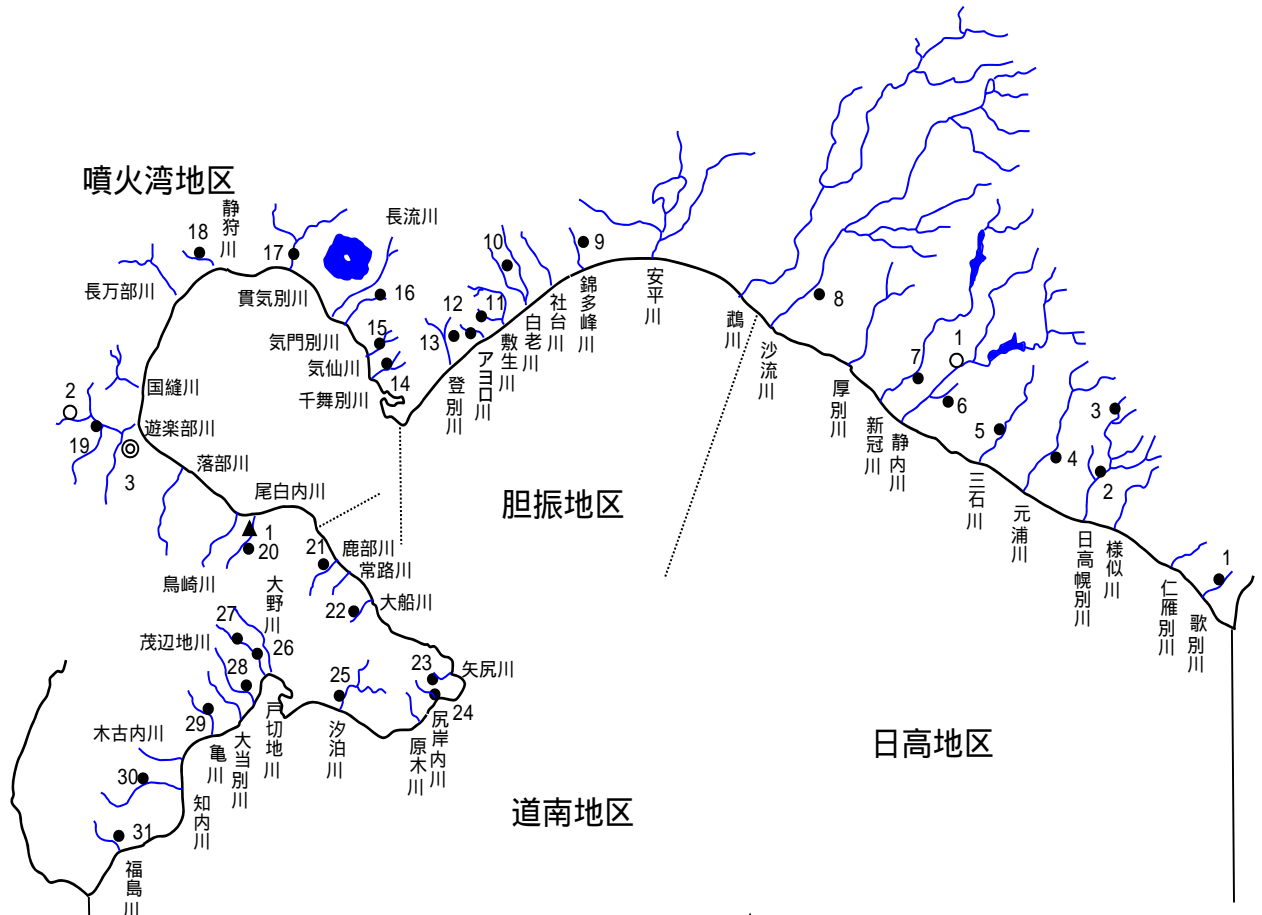 噴火湾地区
静狩川
長流川
18
17
長万部川
貫気別川
16
10
9
12
11
気門別川
15
13
気仙川
14
千舞別川
登別川
アヨロ川
敷生川
白老川
社台川
錦多峰川
安平川
鵡川
沙流川
8
厚別川
7
1
新冠川
静内川
6
5
三石川
4
元浦川
3
2
日高幌別川
様似川
1
仁雁別川
歌別川
国縫川
2
遊楽部川
19
3
落部川
尾白内川
1
20
鳥崎川
21
鹿部川
常路川
大船川
22
胆振地区
大野川
27
茂辺地川
26
28
25
23
矢尻川
24
29
木古内川
亀川
大当別川
戸切地川
汐泊川
原木川
尻岸内川
日高地区
30
知内川
道南地区
31
福島川